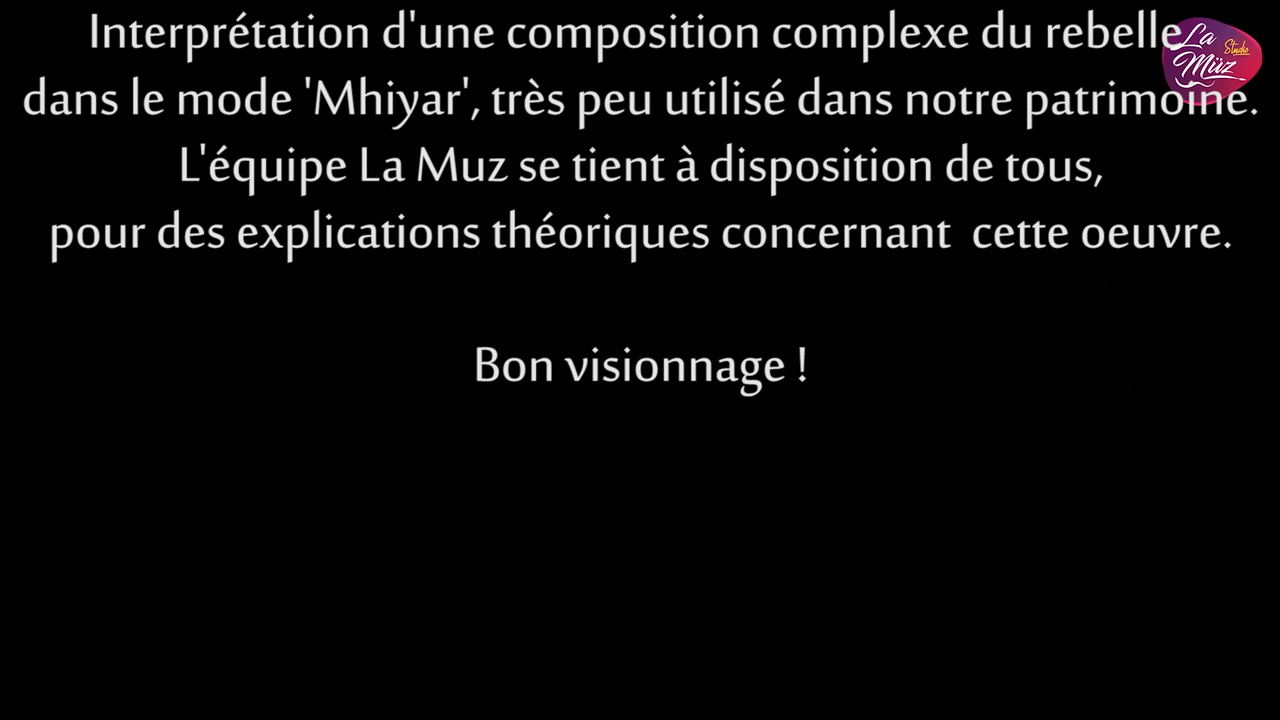 Interprétation d'une composition complexe du rebelle
dans le mode 'Mhiyar', très peu utilisé dans notre patrimoine.
L'équipe La Muz se tient à disposition de tous,
pour des explications théoriques concernant  cette oeuvre.
Bon visionnage !
La
Studio
Müz